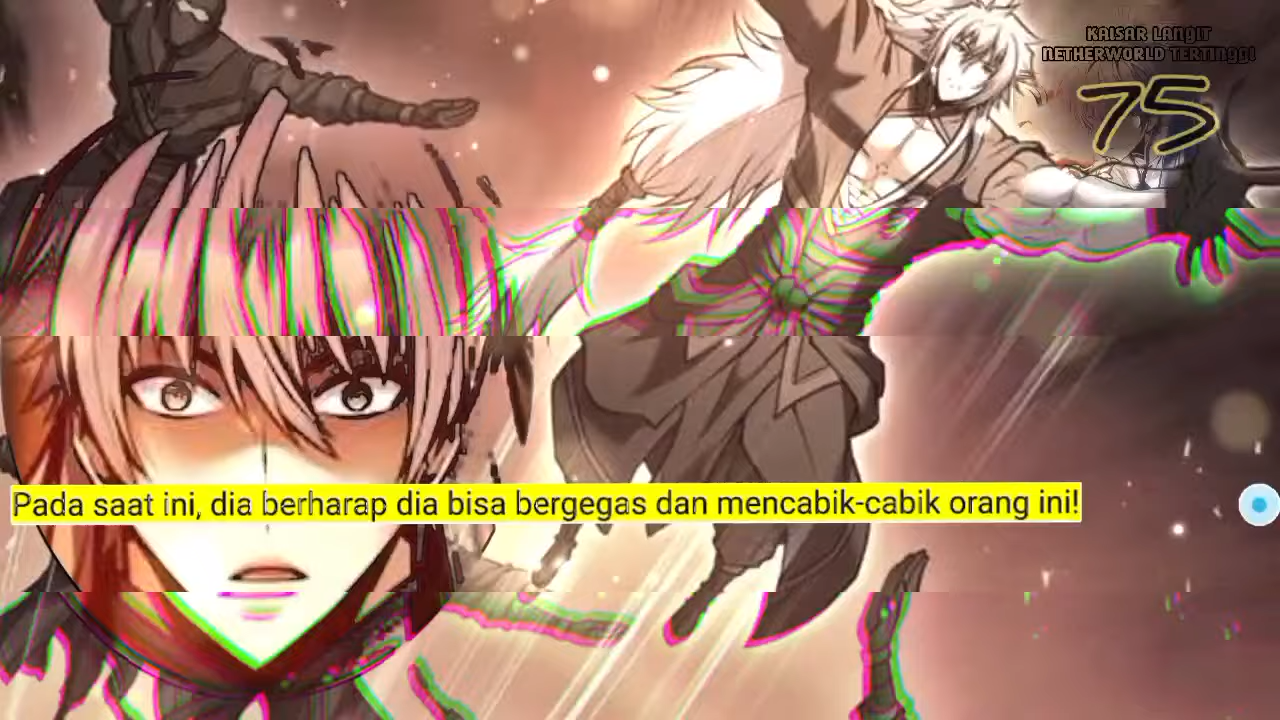 KAISAR LANGIT
NETHERWORLD TERTINGGI
75
Pada saat ini, dia berharap dia bisa bergegas dan mencabik-cabik orang ini!